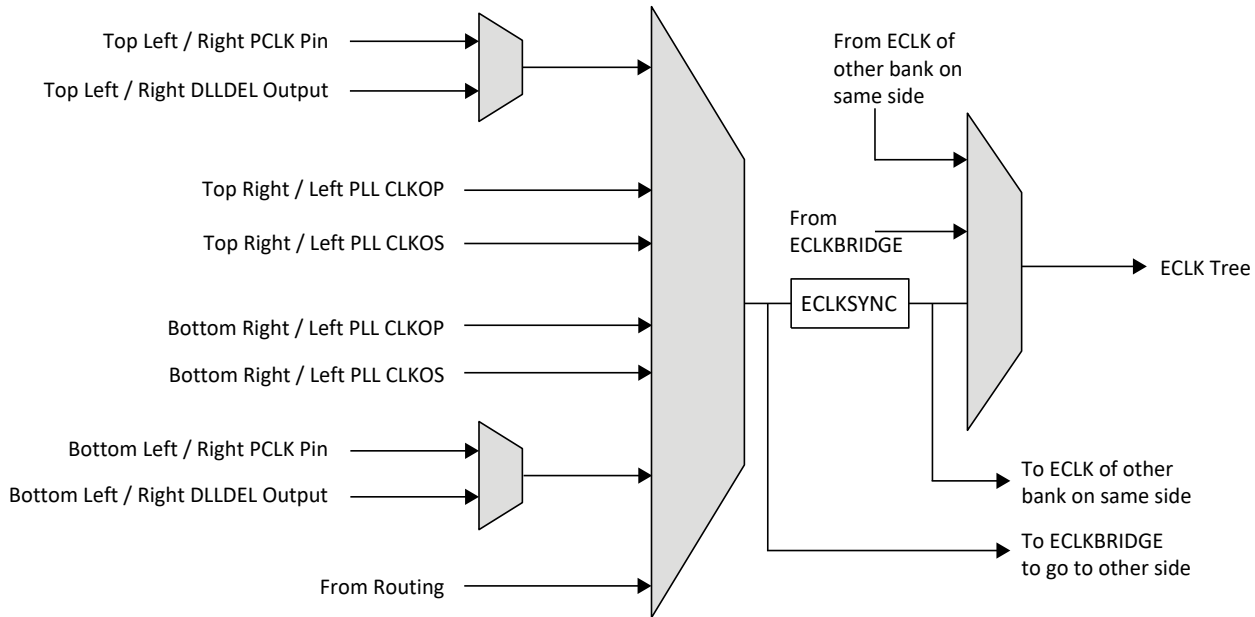 Top Left / Right PCLK Pin
Top Left / Right DLLDEL Output
Top Right / Left PLL CLKOP
Top Right / Left PLL CLKOS
Bottom Right / Left PLL CLKOP
Bottom Right / Left PLL CLKOS
Bottom Left / Right PCLK Pin
Bottom Left / Right DLLDEL Output
From Routing
From ECLK of
other bank on
same side
From
ECLKBRIDGE
ECLKSYNC
ECLK Tree
To ECLK of other
bank on same side
To ECLKBRIDGE
to go to other side